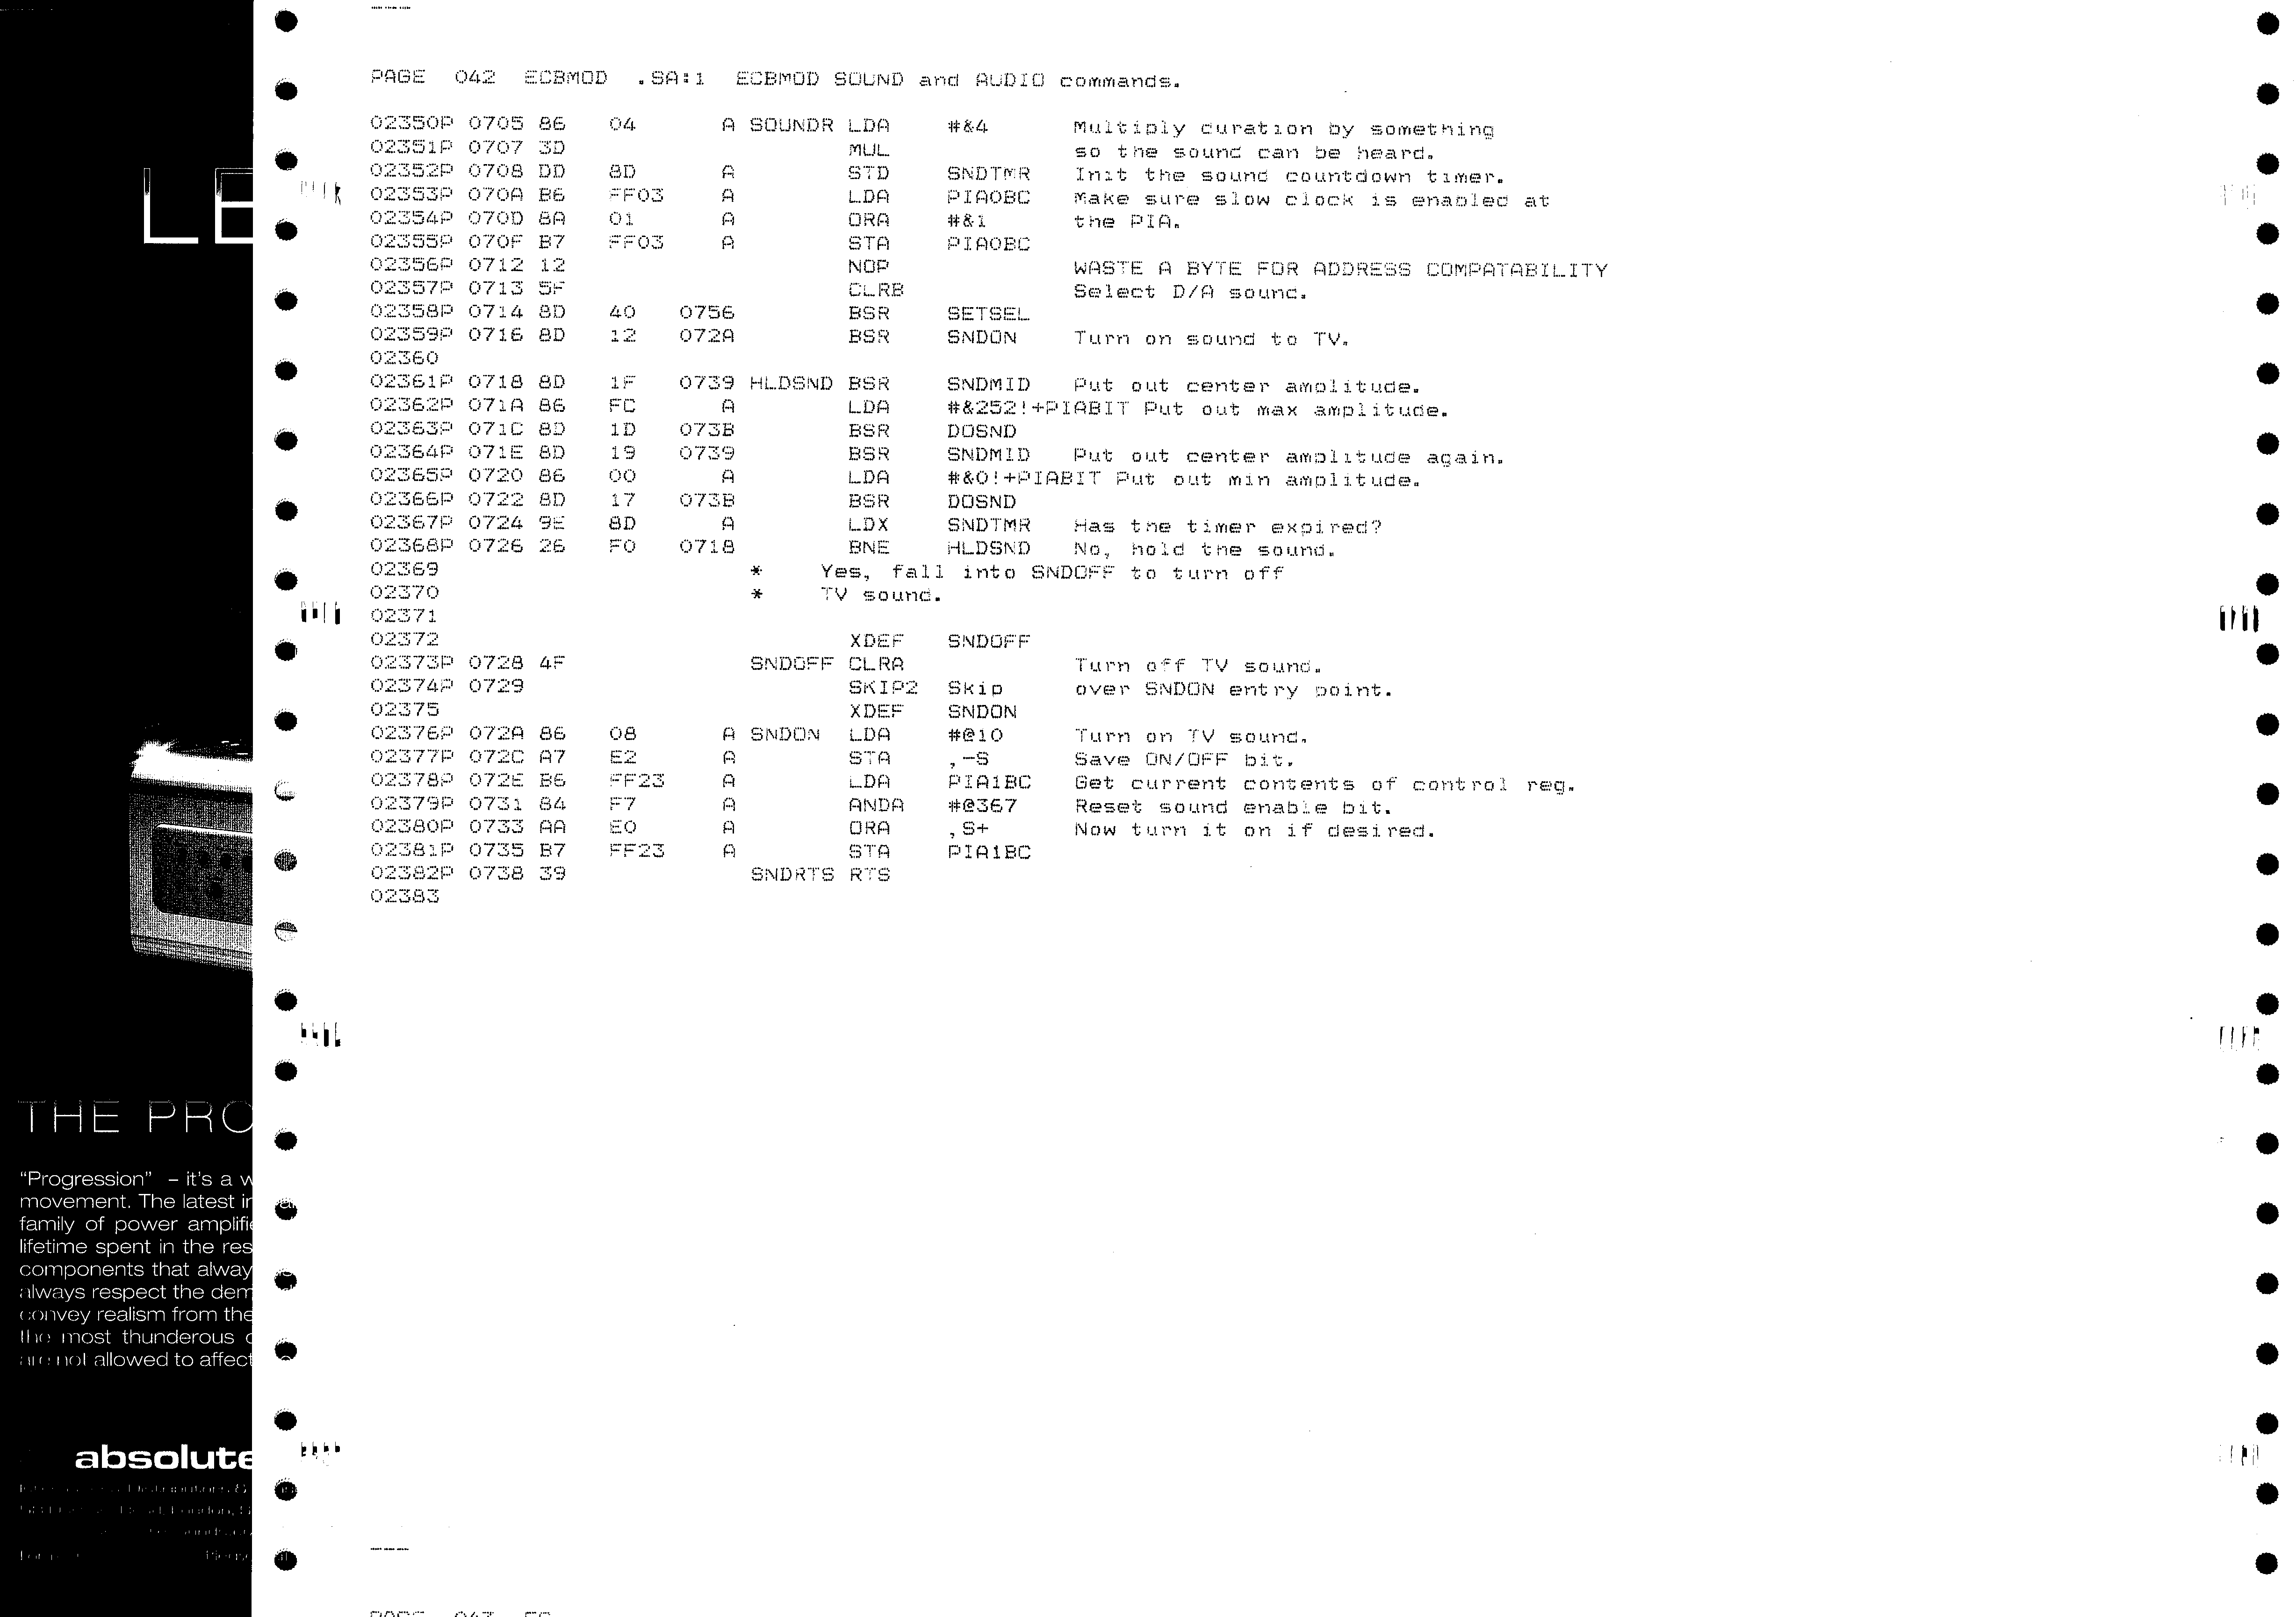 PAGE  042  ECBMOD  .SA:1  ECBMOD SOUND and AUDIO commands.
02350P 0705 86   04      A SOUNDR LDA    #&4      Multiply duration by something
02351P 0707 3D                    MUL             so the sound can be heard.
02352P 0708 DD   8D      A        STD    SNDTMR   Init the sound countdown timer.
02353P 070A B6   FF03    A        LDA    PIA0BC   Make sure slow clock is enabled at
02354P 070D 8A   01      A        ORA    #&1      the PIA.
02355P 070F B7   FF03    A        STA    PIA0BC
02356P 0712 12                    NOP             WASTE A BYTE FOR ADDRESS COMPATABILITY
02357P 0713 5F                    CLRB            Select D/A sound.
02358P 0714 8D   40   0756        BSR    SETSEL
02359P 0716 8D   12   072A        BSR    SNDON    Turn on sound to TV.
02360
02361P 0718 8D   1F   0739 HLDSND BSR    SNDMID   Put out center amplitude.
02362P 071A 86   FC      A        LDA    #&252!+PIABIT Put out max amplitude.
02363P 071C 8D   1D   073B        BSR    DOSND
02364P 071E 8D   19   0739        BSR    SNDMID   Put out center amplitude again.
02365P 0720 86   00      A        LDA    #&0!+PIABIT Put out min amplitude.
02366P 0722 8D   17   073B        BSR    DOSND
02367P 0724 9E   8D      A        LDX    SNDTMR   Has the timer expired?
02368P 0726 26   F0   0718        BNE    HLDSND   No, hold the sound.
02369                      *    Yes, fall into SNDOFF to turn off
02370                      *    TV sound.
02371
02372                             XDEF   SNDOFF
02373P 0728 4F             SNDOFF CLRA            Turn off TV sound.
02374P 0729                       SKIP2  Skip     over SNDON entry point.
02375                             XDEF   SNDON
02376P 072A 86   08      A SNDON  LDA    #@10     Turn on TV sound.
02377P 072C A7   E2      A        STA    ,-S      Save ON/OFF bit.
02378P 072E B6   FF23    A        LDA    PIA1BC   Get current contents of control reg.
02379P 0731 84   F7      A        ANDA   #@367    Reset sound enable bit.
02380P 0733 AA   E0      A        ORA    ,S+      Now turn it on if desired.
02381P 0735 B7   FF23    A        STA    PIA1BC
02382P 0738 39             SNDRTS RTS
02383
LE
THE PRO
“Progression” – it's a w
movement. The latest in
family of power amplifie
lifetime spent in the res
components that alway
always respect the dem
convey realism from the
the most thunderous c
are not allowed to affect
absolute